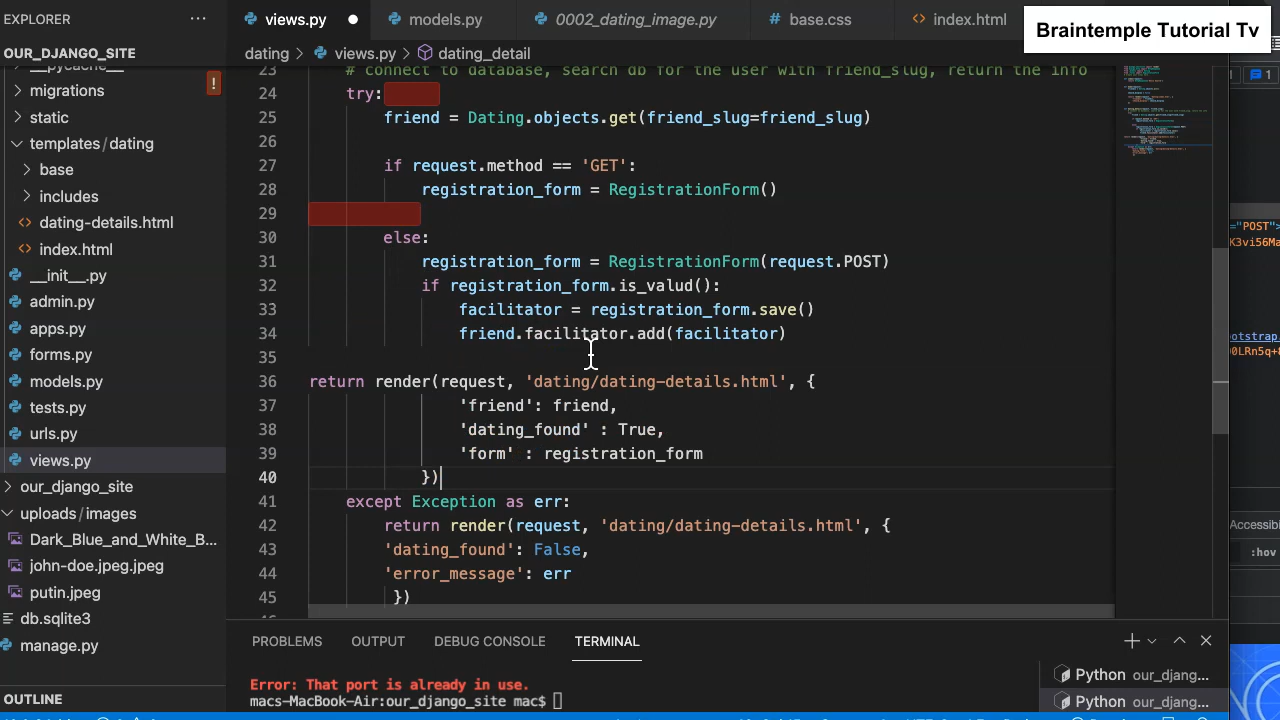 EXPLORER
views.py
models.py
0002_dating_image.py
# base.css
<> index.html
Braintemple Tutorial Tv
OUR_DJANGO_SITE
dating > views.py > dating_detail
__pycache__
migrations
static
templates/dating
base
includes
<> dating-details.html
<> index.html
__init__.py
admin.py
apps.py
forms.py
models.py
tests.py
urls.py
views.py
our_django_site
uploads/images
Dark_Blue_and_White_B...
john-doe.jpeg.jpeg
putin.jpeg
db.sqlite3
manage.py
OUTLINE
23 # connect to database, search db for the user with friend_slug, return the info
24 try:
25 friend = Dating.objects.get(friend_slug=friend_slug)
26
27 if request.method == 'GET':
28 registration_form = RegistrationForm()
29
30 else:
31 registration_form = RegistrationForm(request.POST)
32 if registration_form.is_valud():
33 facilitator = registration_form.save()
34 friend.facilitator.add(facilitator)
35
36 return render(request, 'dating/dating-details.html', {
37 'friend': friend,
38 'dating_found' : True,
39 'form' : registration_form
40 })
41 except Exception as err:
42 return render(request, 'dating/dating-details.html', {
43 'dating_found': False,
44 'error_message': err
45 })
1
="POST">
K3vi56Ma
otstrap.
0LRn5q+8
Accessibi
:hov
PROBLEMS
OUTPUT
DEBUG CONSOLE
TERMINAL
Error: That port is already in use.
macs-MacBook-Air:our_django_site mac$
Python our_djang...
Python our_djang...